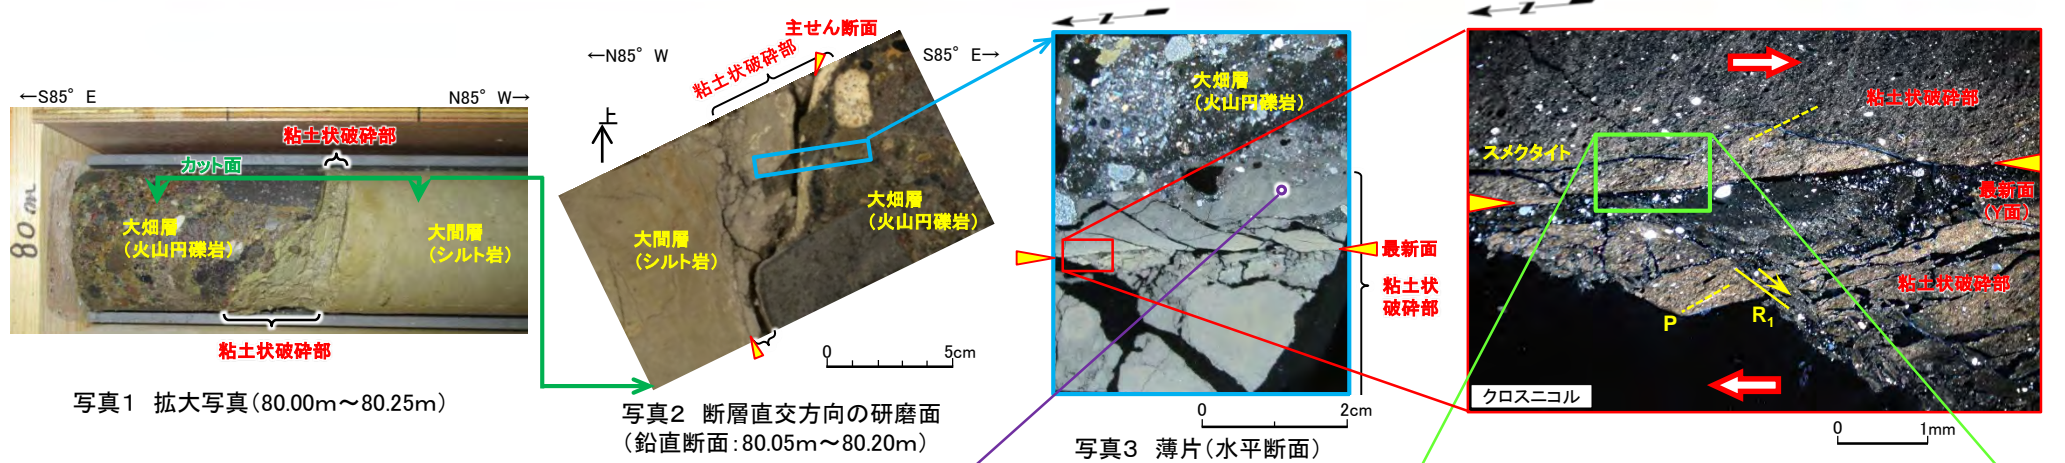 ←S85° E
N85° W→
粘土状破砕部
カット面
大畑層
(火山円礫岩)
大間層
(シルト岩)
80m
粘土状破砕部
写真1 拡大写真(80.00m～80.25m)
主せん断面
←N85° W
S85° E→
粘土状破砕部
上
大畑層
(火山円礫岩)
大間層
(シルト岩)
0
5cm
写真2 断層直交方向の研磨面
(鉛直断面:80.05m～80.20m)
N
大畑層
(火山円礫岩)
最新面
粘土状
破砕部
0
2cm
写真3 薄片(水平断面)
N
粘土状破砕部
スメクタイト
最新面
(Y面)
粘土状破砕部
P
R₁
クロスニコル
0
1mm